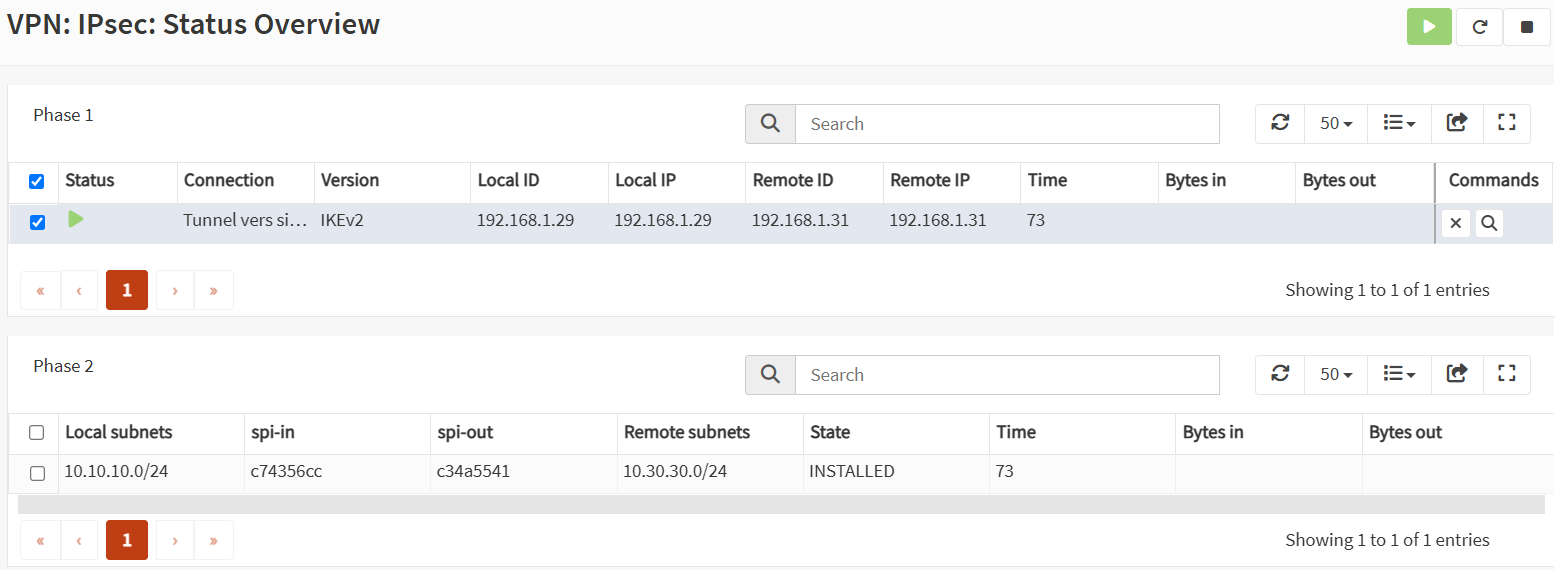 VPN: IPsec: Status Overview
Phase 1
Search
50
Status Connection Version Local ID Local IP Remote ID Remote IP Time Bytes in Bytes out Commands
Tunnel vers si... IKEv2 192.168.1.29 192.168.1.29 192.168.1.31 192.168.1.31 73
« ‹ 1 › »
Showing 1 to 1 of 1 entries
Phase 2
Search
50
Local subnets spi-in spi-out Remote subnets State Time Bytes in Bytes out
10.10.10.0/24 c74356cc c34a5541 10.30.30.0/24 INSTALLED 73
« ‹ 1 › »
Showing 1 to 1 of 1 entries